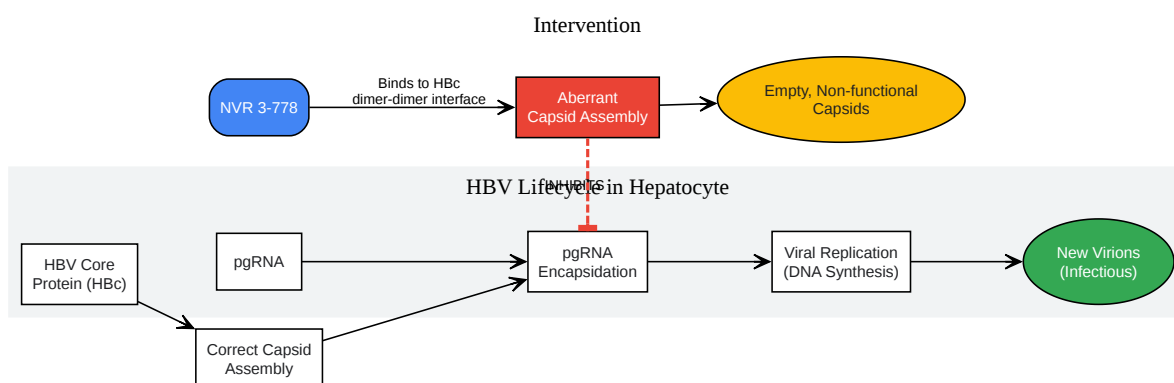 Intervention
NVR 3-778
Binds to HBc
dimer-dimer interface
Aberrant
Capsid Assembly
Empty, Non-functional
Capsids
INHIBITS
HBV Lifecycle in Hepatocyte
HBV Core
Protein (HBc)
pgRNA
pgRNA
Encapsidation
Viral Replication
(DNA Synthesis)
New Virions
(Infectious)
Correct Capsid
Assembly